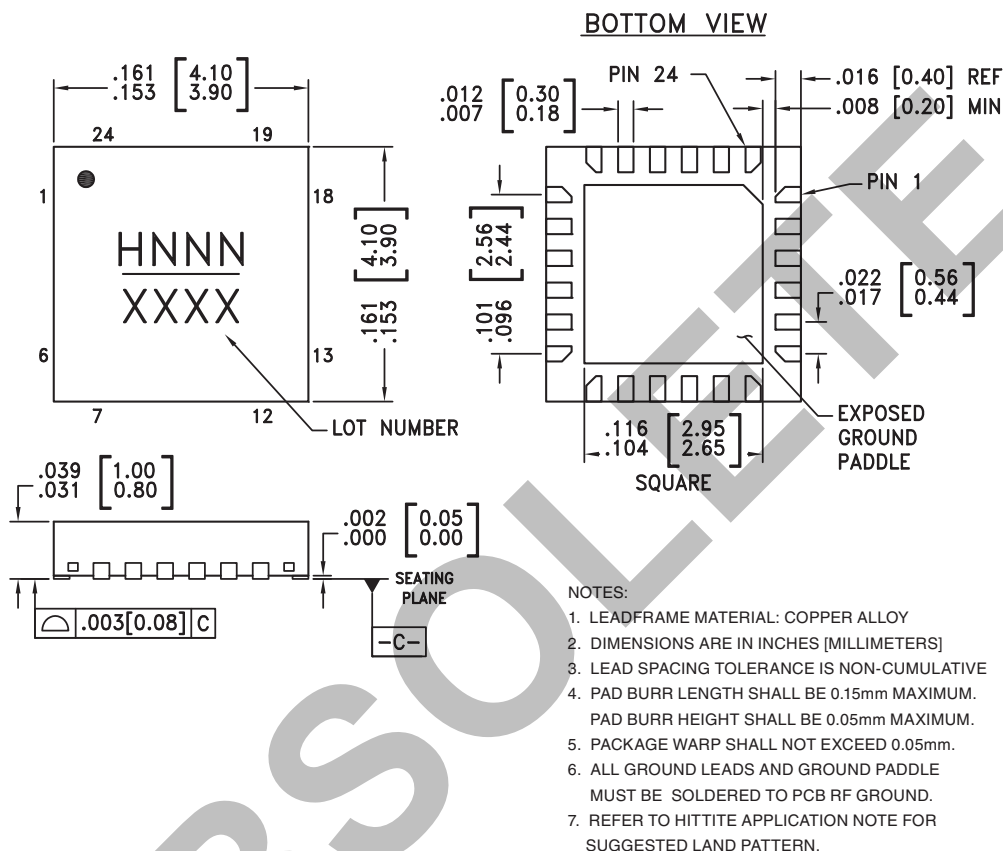 BOTTOM VIEW
.161 [4.10]
.153 [3.90]
24 19
1 18
6 13
7 12
HNNN
XXXX
LOT NUMBER
.161 [4.10]
.153 [3.90]
.012 [0.30]
.007 [0.18]
PIN 24
.016 [0.40] REF
.008 [0.20] MIN
PIN 1
.101 [2.56]
.096 [2.44]
.022 [0.56]
.017 [0.44]
.116 [2.95]
.104 [2.65]
SQUARE
EXPOSED
GROUND
PADDLE
.039 [1.00]
.031 [0.80]
.002 [0.05]
.000 [0.00]
SEATING
PLANE
.003[0.08] C
-C-
NOTES:
1. LEADFRAME MATERIAL: COPPER ALLOY
2. DIMENSIONS ARE IN INCHES [MILLIMETERS]
3. LEAD SPACING TOLERANCE IS NON-CUMULATIVE
4. PAD BURR LENGTH SHALL BE 0.15mm MAXIMUM.
PAD BURR HEIGHT SHALL BE 0.05mm MAXIMUM.
5. PACKAGE WARP SHALL NOT EXCEED 0.05mm.
6. ALL GROUND LEADS AND GROUND PADDLE
MUST BE SOLDERED TO PCB RF GROUND.
7. REFER TO HITTITE APPLICATION NOTE FOR
SUGGESTED LAND PATTERN.
BSOLETE